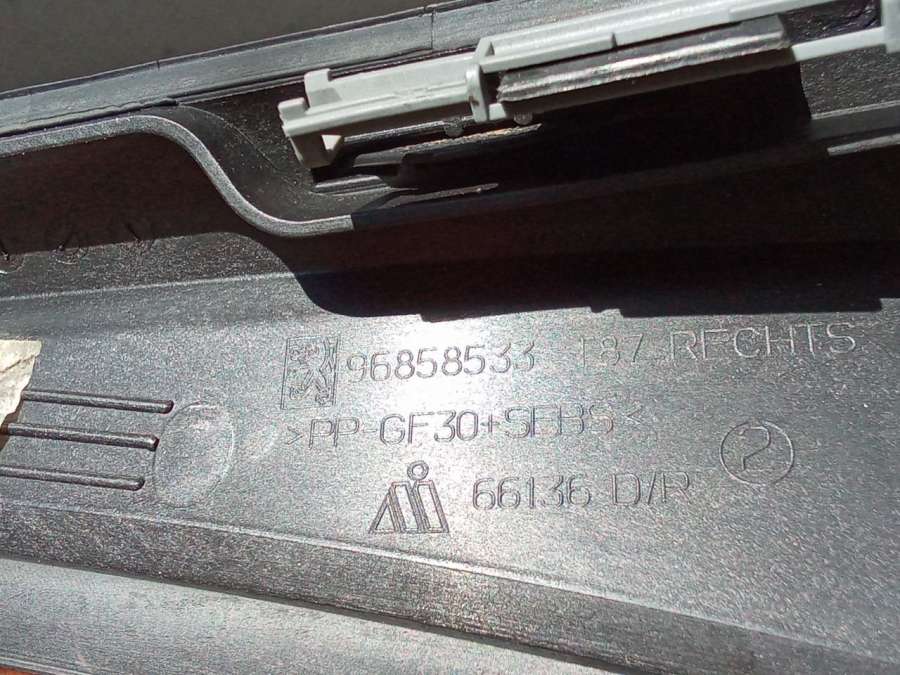 96858533 T87 RECHTS
>PP-GF30+SEBS<
66136 D/R
2